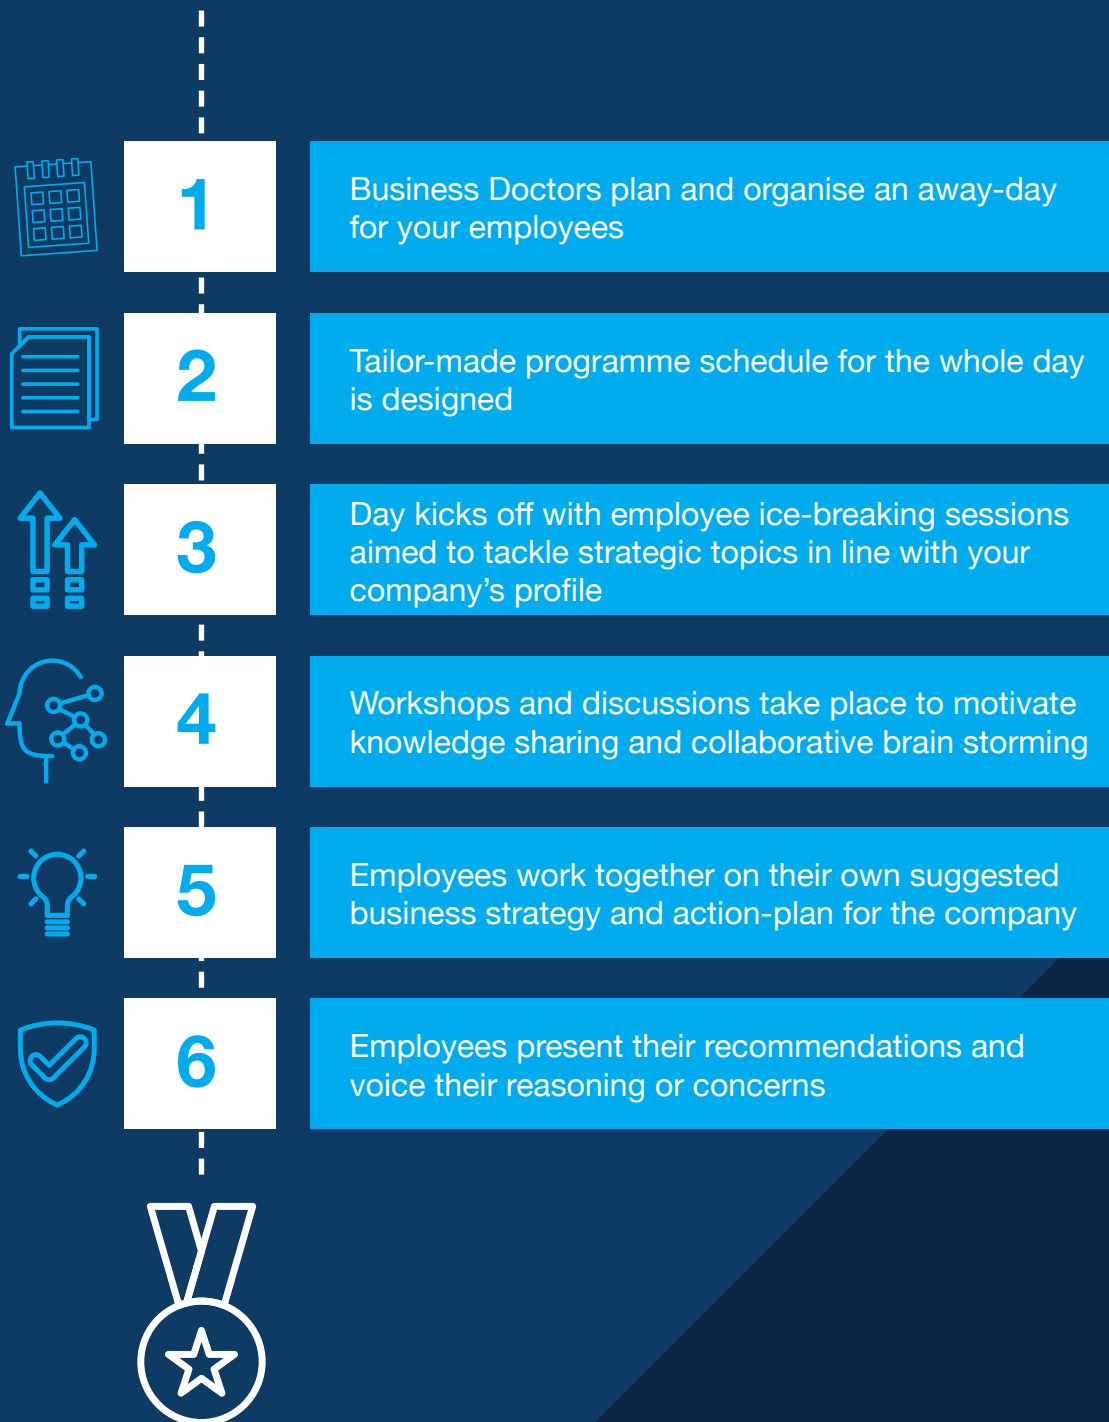 1
Business Doctors plan and organise an away-day
for your employees
2
Tailor-made programme schedule for the whole day
is designed
3
Day kicks off with employee ice-breaking sessions
aimed to tackle strategic topics in line with your
company’s profile
4
Workshops and discussions take place to motivate
knowledge sharing and collaborative brain storming
5
Employees work together on their own suggested
business strategy and action-plan for the company
6
Employees present their recommendations and
voice their reasoning or concerns